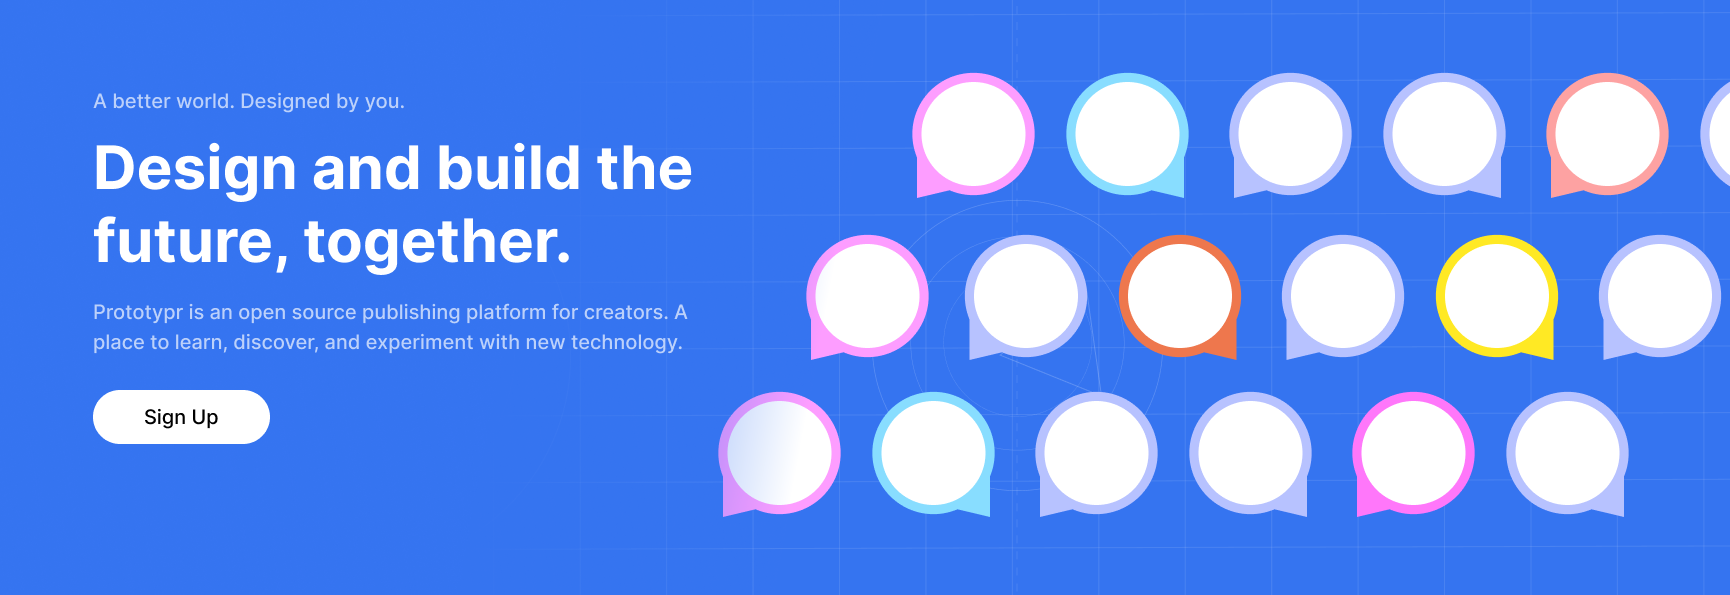 A better world. Designed by you.
Design and build the
future, together.
Prototypr is an open source publishing platform for creators. A
place to learn, discover, and experiment with new technology.
Sign Up